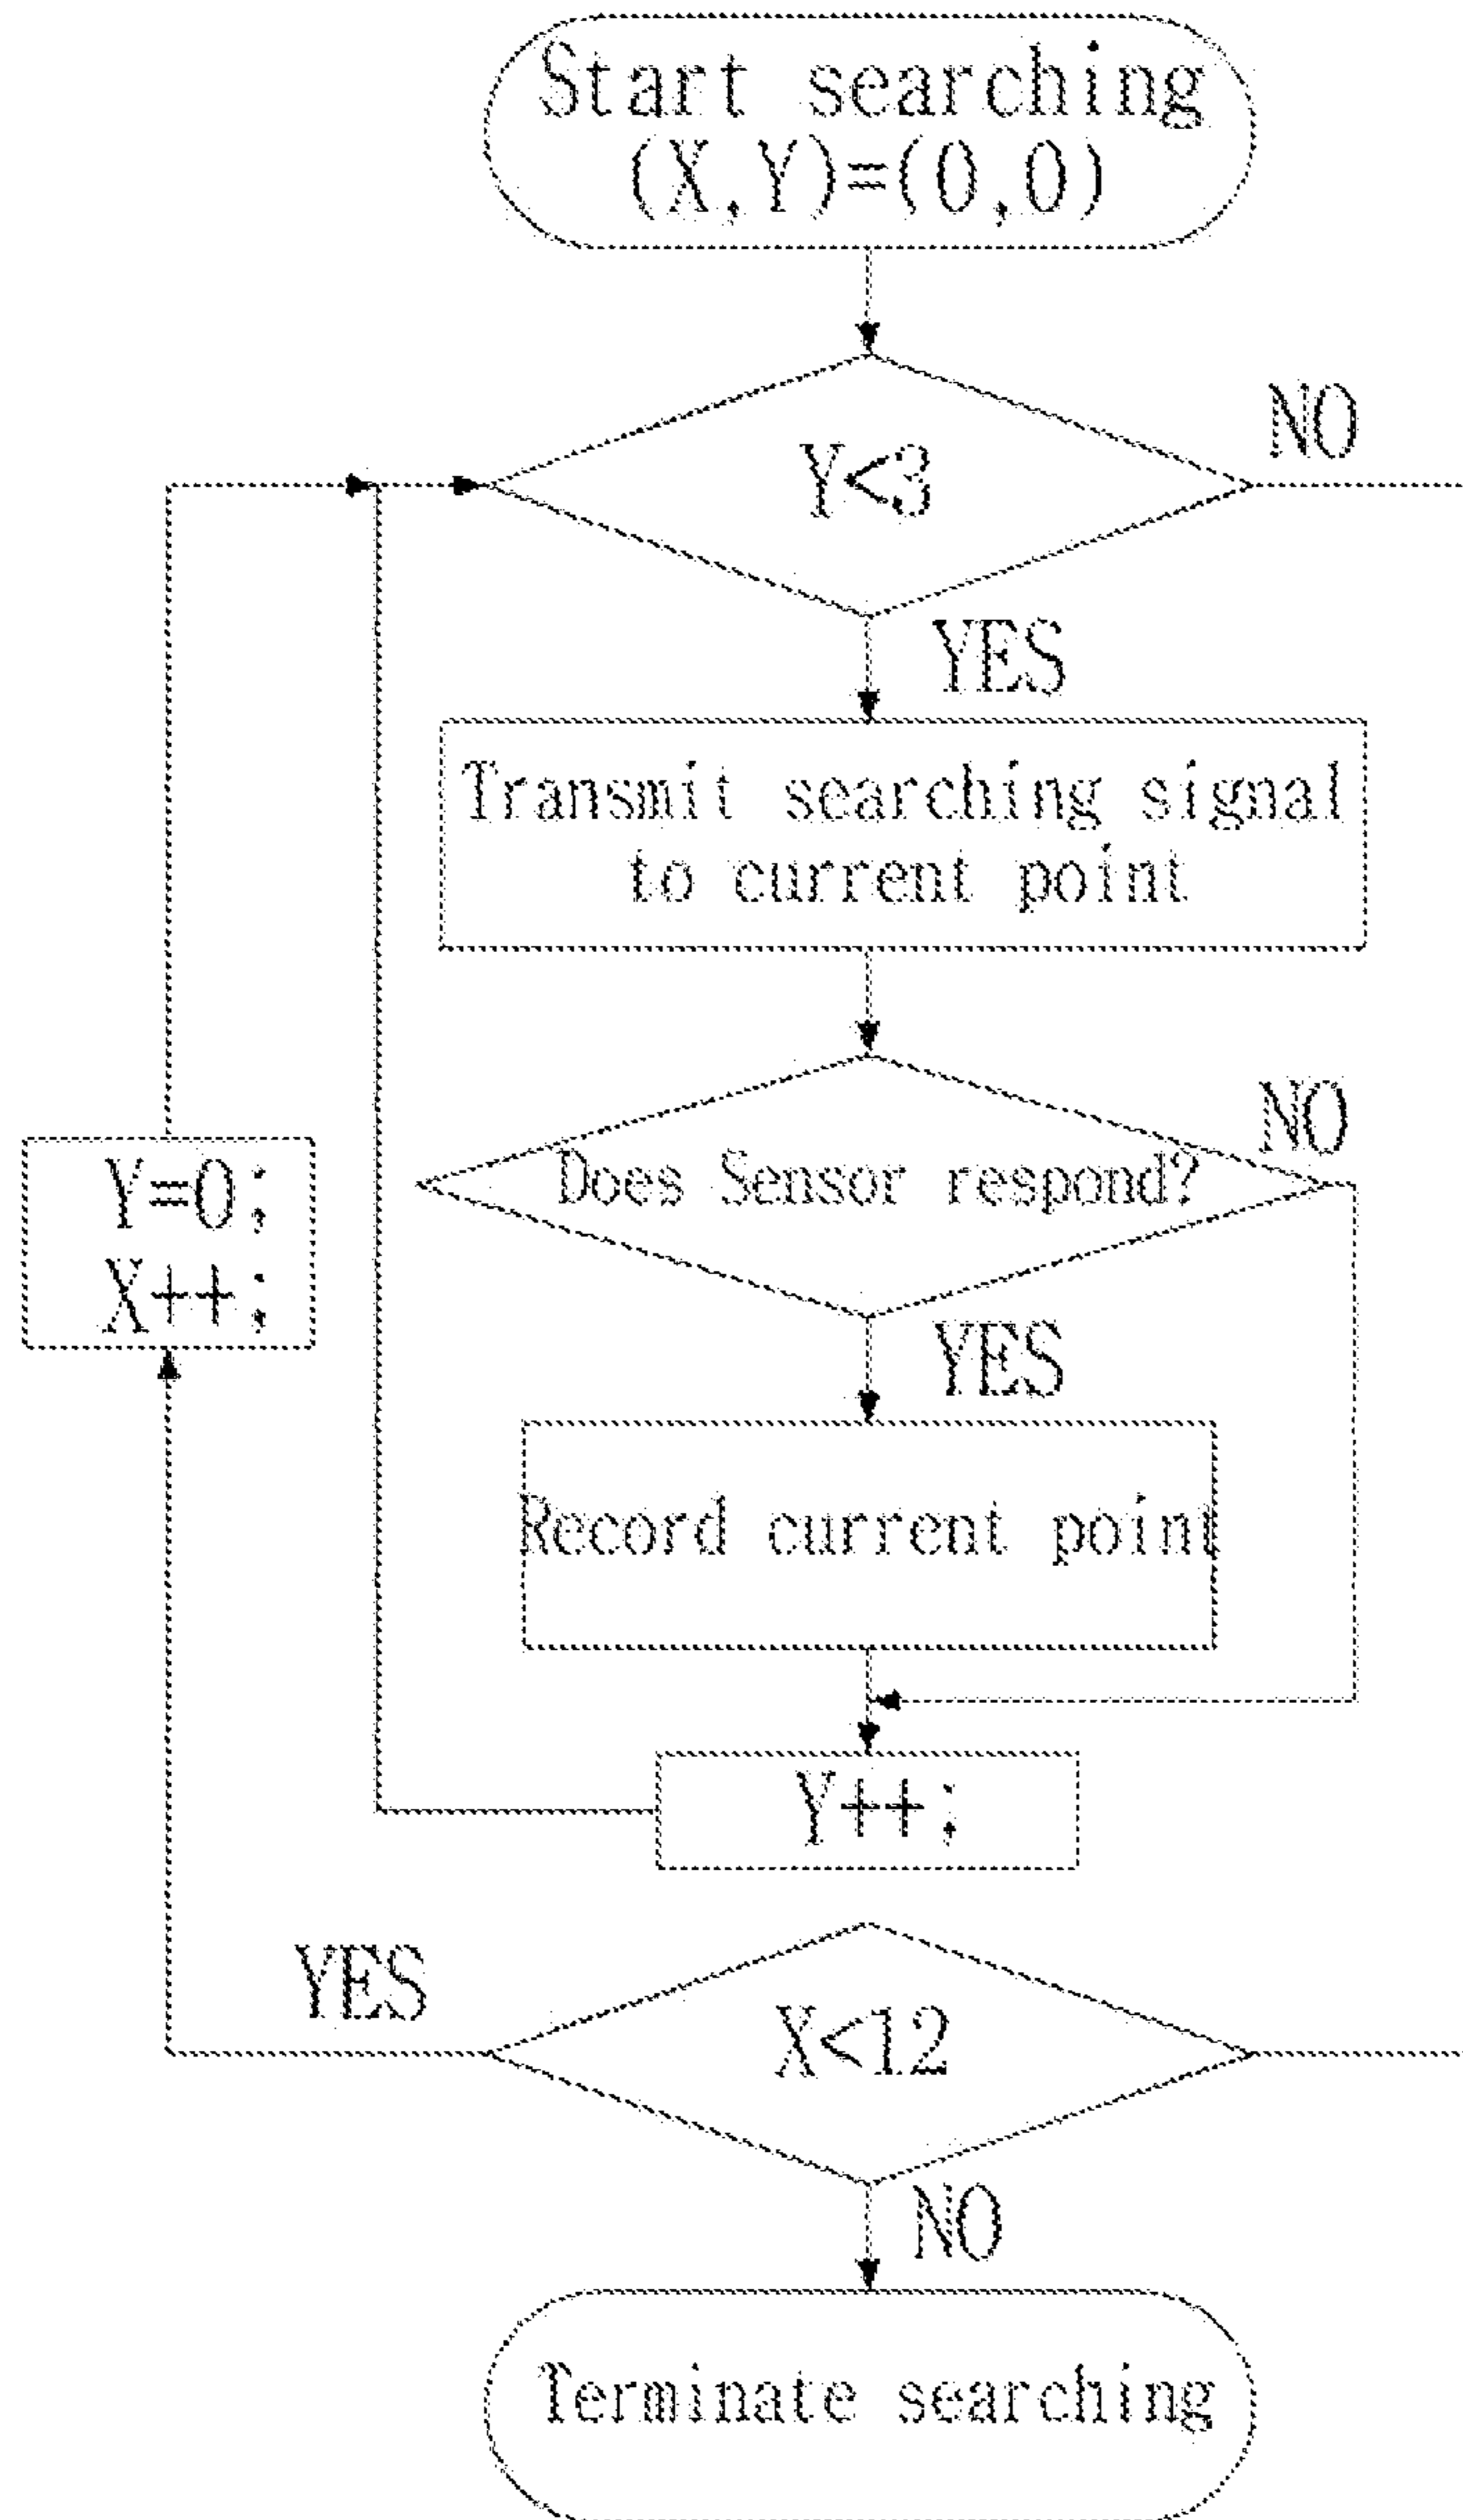 Start searching
(X,Y)=(0,0)
Y<3
NO
YES
Transmit searching signal
to current point
Does Sensor respond?
NO
Y=0;
X++;
YES
Record current point
Y++;
YES
X<12
NO
Terminate searching